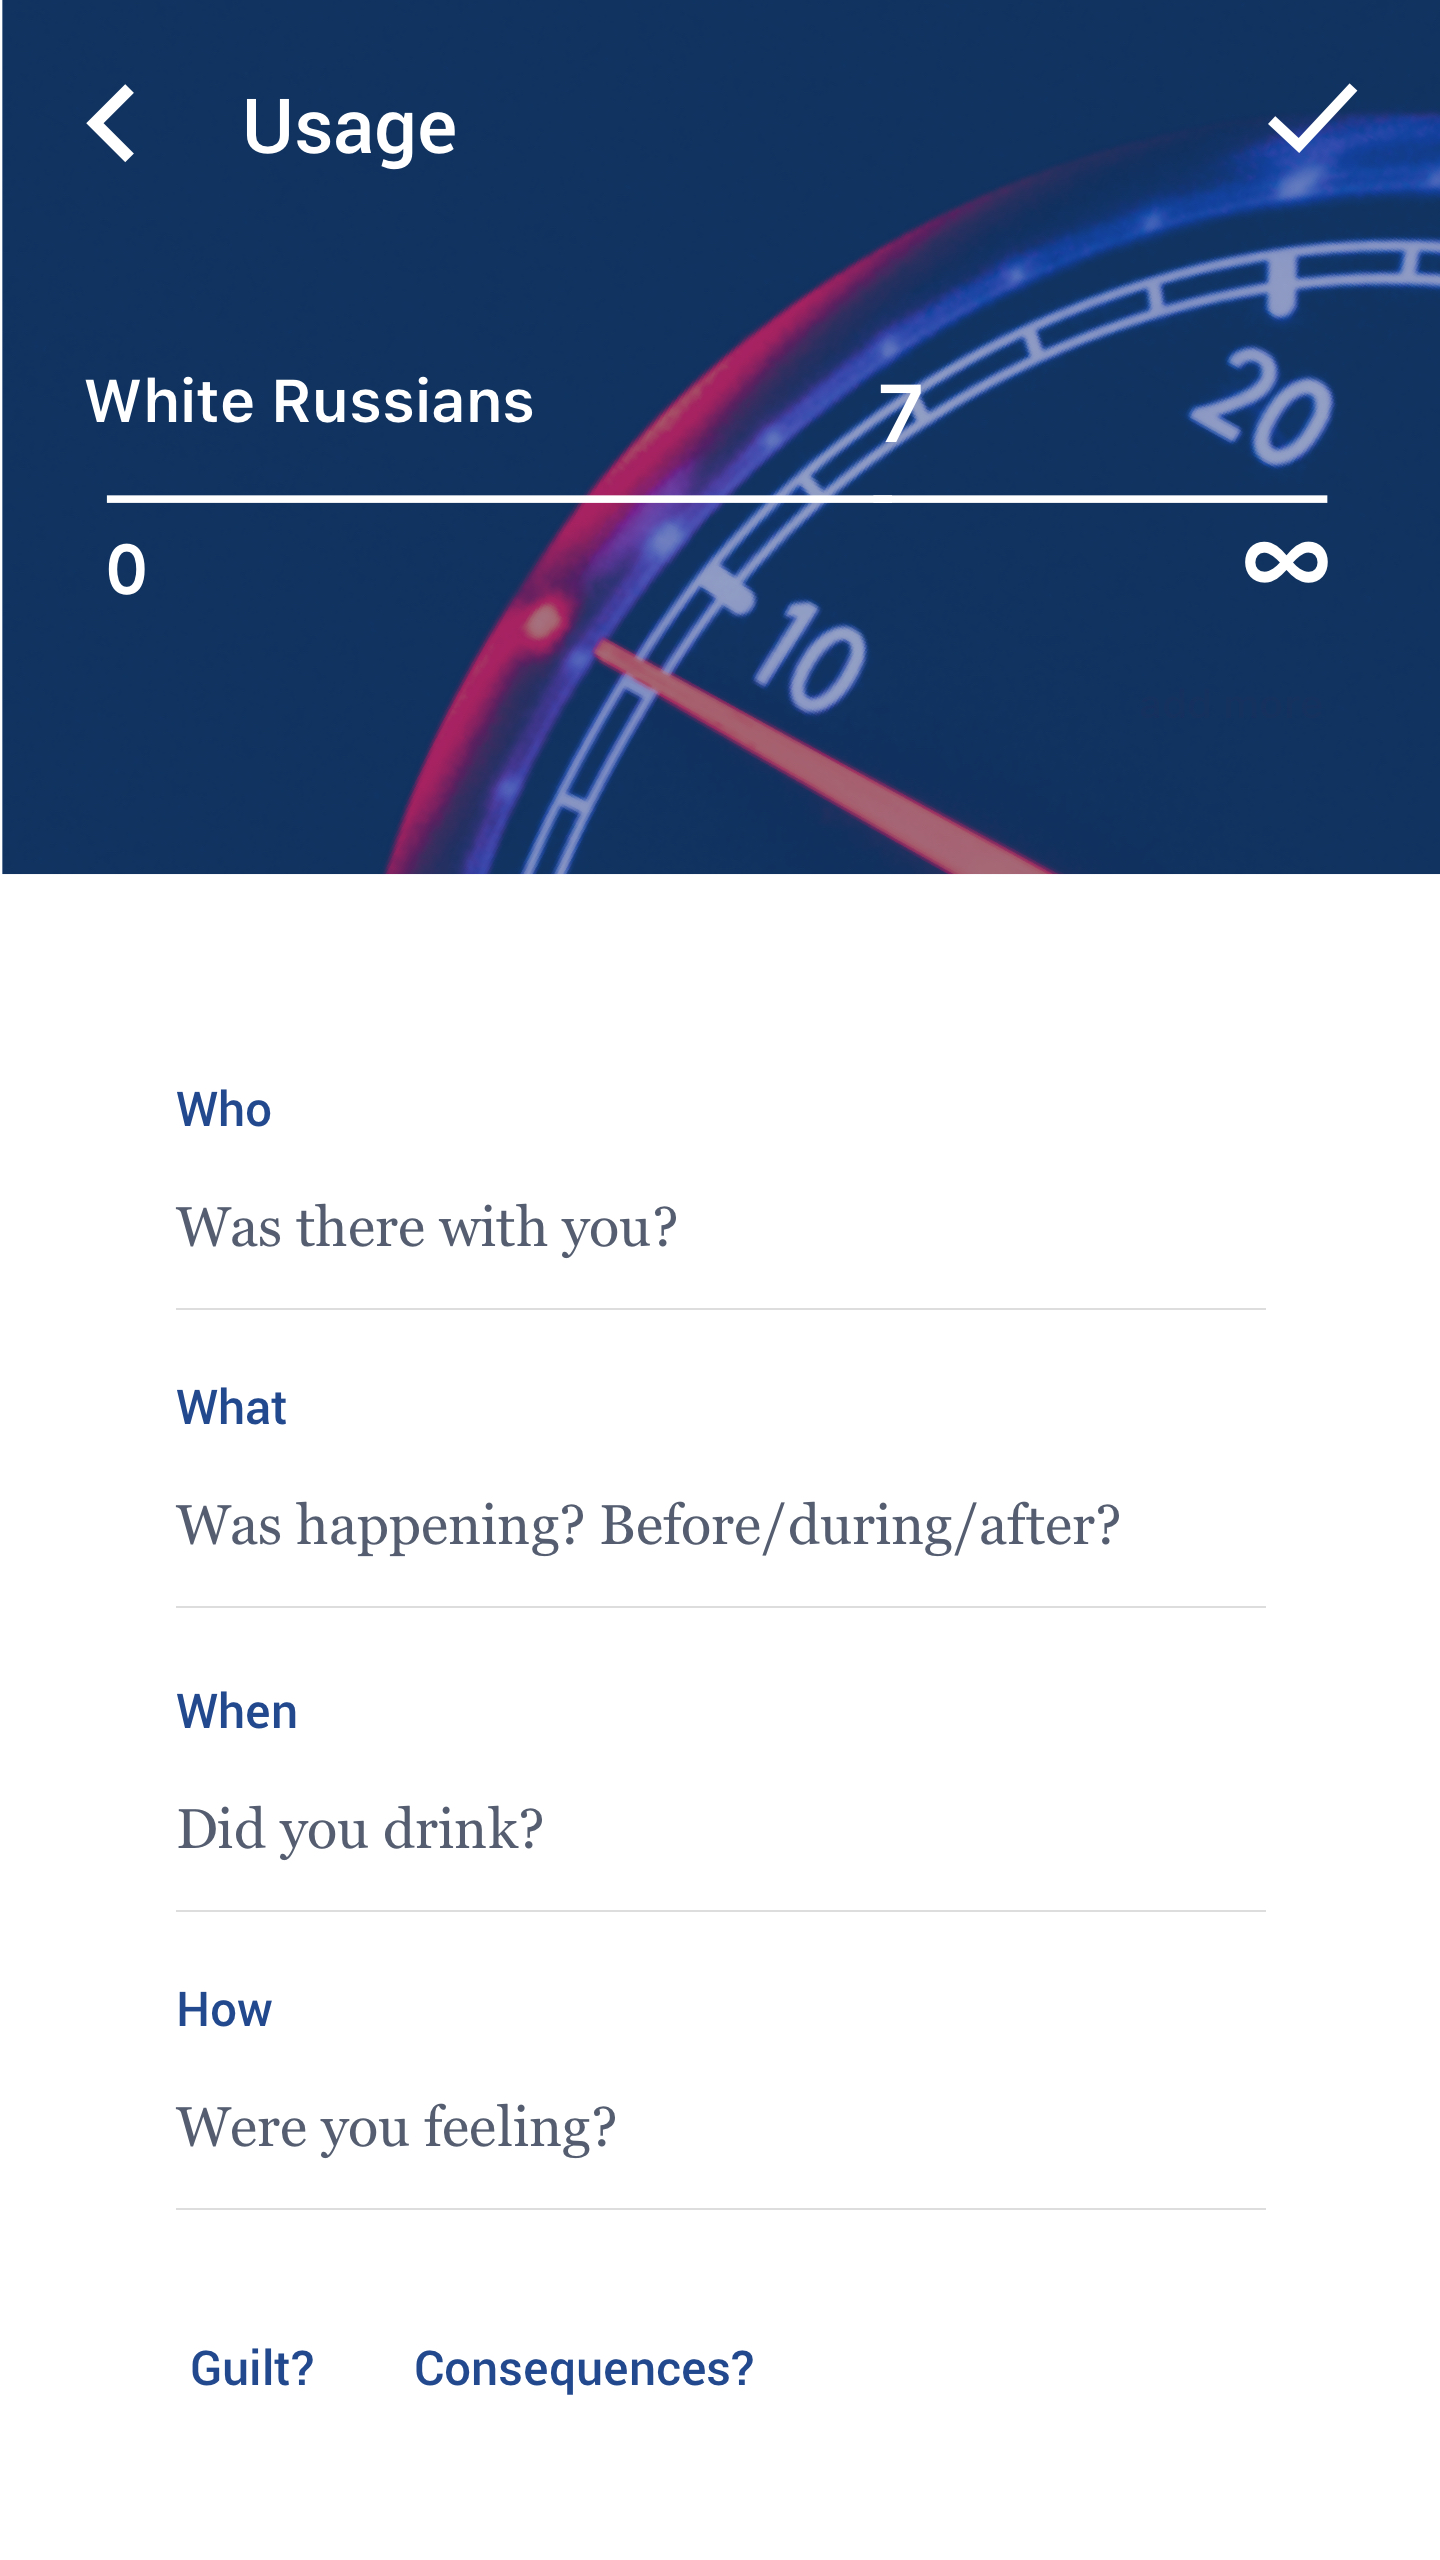 Usage
White Russians
7
0
∞
20
10
Who
Was there with you?
What
Was happening? Before/during/after?
When
Did you drink?
How
Were you feeling?
Guilt? Consequences?